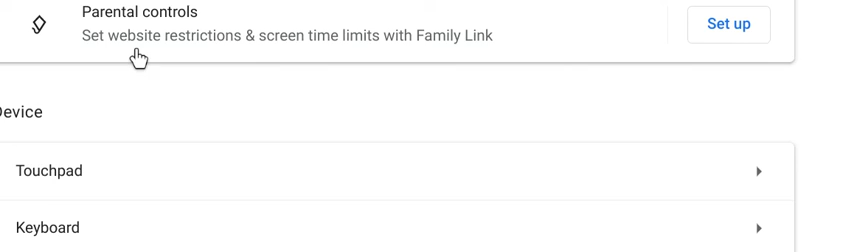 Parental controls
Set website restrictions & screen time limits with Family Link
Set up
Device
Touchpad
Keyboard